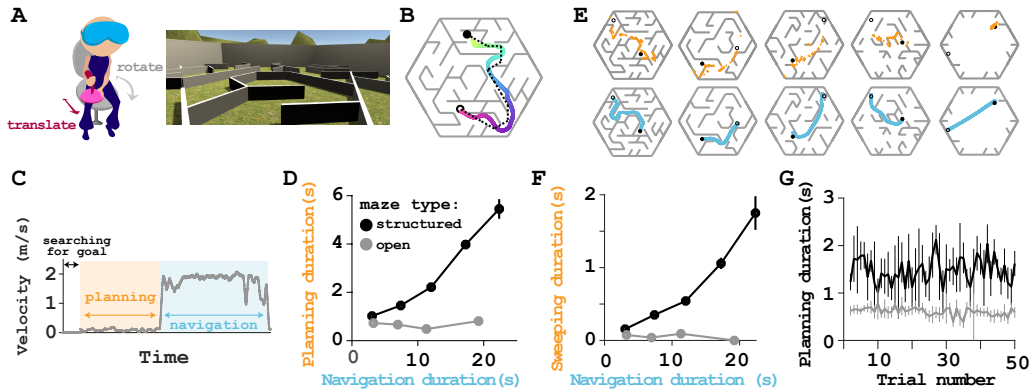 A
rotate
translate
B
C
Velocity (m/s)
2
1
0
searching
for goal
planning
navigation
Time
D
Planning duration(s)
6
4
2
0
maze type:
structured
open
0
10
20
Navigation duration(s)
E
F
Sweeping duration(s)
2
1
0
0
10
20
Navigation duration (s)
G
Planning duration(s)
3
2
1
0
10
30
50
Trial number